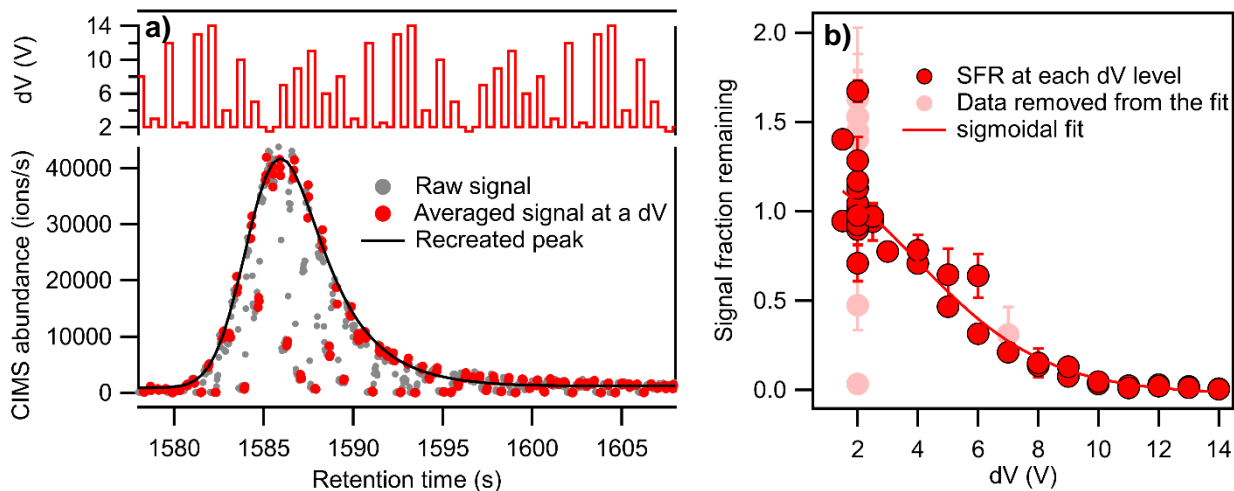 a)
14
10
6
2
dV (V)
40000
30000
20000
10000
0
CIMS abundance (ions/s)
Raw signal
Averaged signal at a dV
Recreated peak
1580 1585 1590 1595 1600 1605
Retention time (s)
b)
2.0
1.5
1.0
0.5
0.0
Signal fraction remaining
SFR at each dV level
Data removed from the fit
sigmoidal fit
2 4 6 8 10 12 14
dV (V)